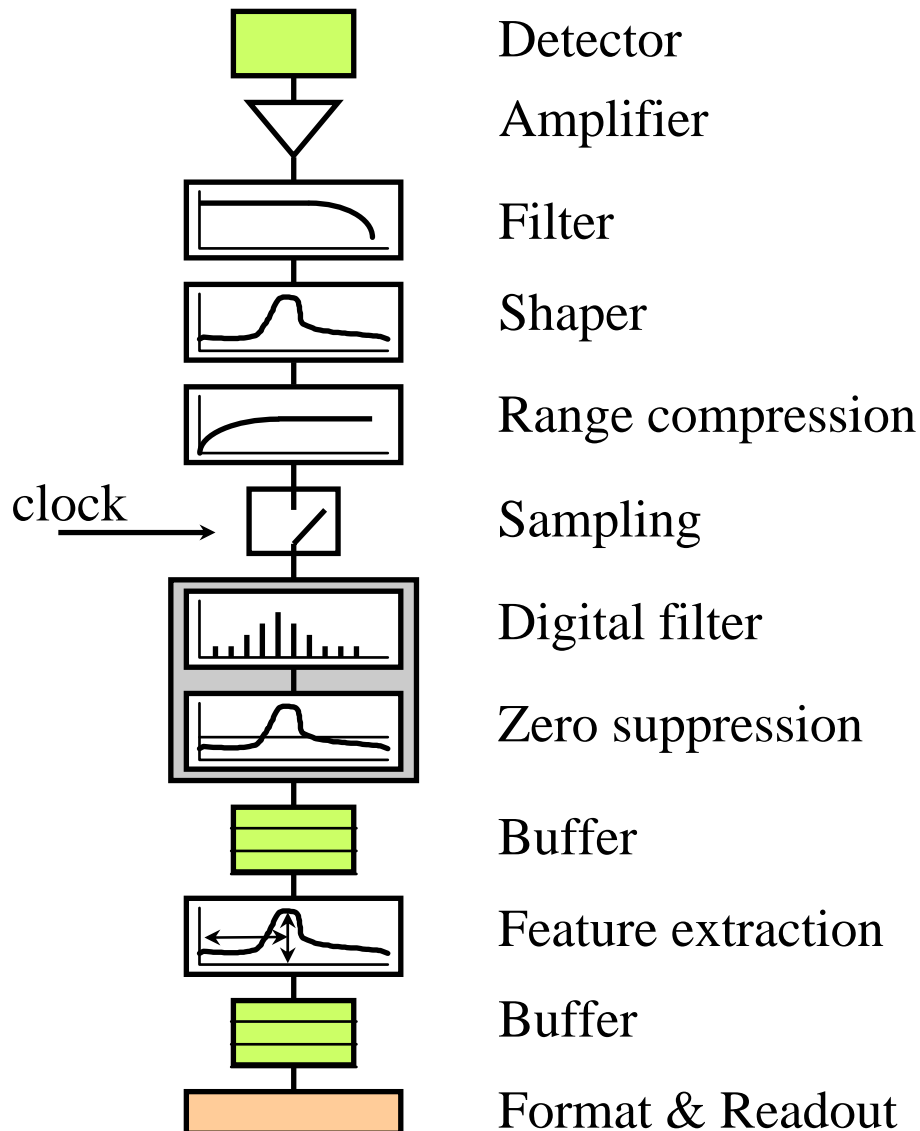 Detector
Amplifier
Filter
Shaper
Range compression
clock
Sampling
Digital filter
Zero suppression
Buffer
Feature extraction
Buffer
Format & Readout